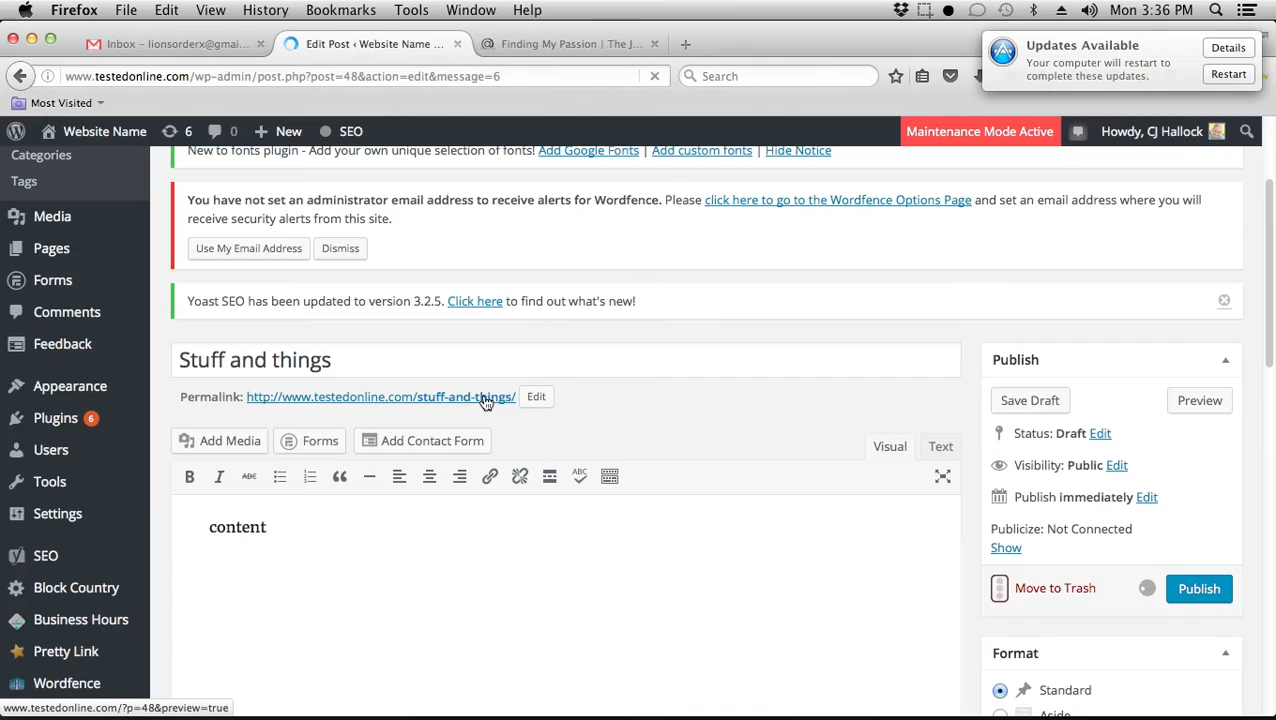 Firefox File Edit View History Bookmarks Tools Window Help Mon 3:36 PM
Inbox – lionsorderx@gmai... Edit Post ‹ Website Name ... @ Finding My Passion | The J...
www.testedonline.com/wp-admin/post.php?post=48&action=edit&message=6 Search
Updates Available
Your computer will restart to complete these updates.
Details
Restart
Most Visited
Website Name 6 0 New SEO Maintenance Mode Active Howdy, CJ Hallock
Categories
Tags
Media
Pages
Forms
Comments
Feedback
Appearance
Plugins 6
Users
Tools
Settings
SEO
Block Country
Business Hours
Pretty Link
Wordfence
New to fonts plugin - Add your own unique selection of fonts! Add Google Fonts | Add custom fonts | Hide Notice
You have not set an administrator email address to receive alerts for Wordfence. Please click here to go to the Wordfence Options Page and set an email address where you will
receive security alerts from this site.
Use My Email Address Dismiss
Yoast SEO has been updated to version 3.2.5. Click here to find out what's new!
Stuff and things
Permalink: http://www.testedonline.com/stuff-and-things/ Edit
Add Media Forms Add Contact Form Visual Text
B I ABC ABC
content
Publish
Save Draft Preview
Status: Draft Edit
Visibility: Public Edit
Publish immediately Edit
Publicize: Not Connected
Show
Move to Trash Publish
Format
Standard
Aside
www.testedonline.com/?p=48&preview=true